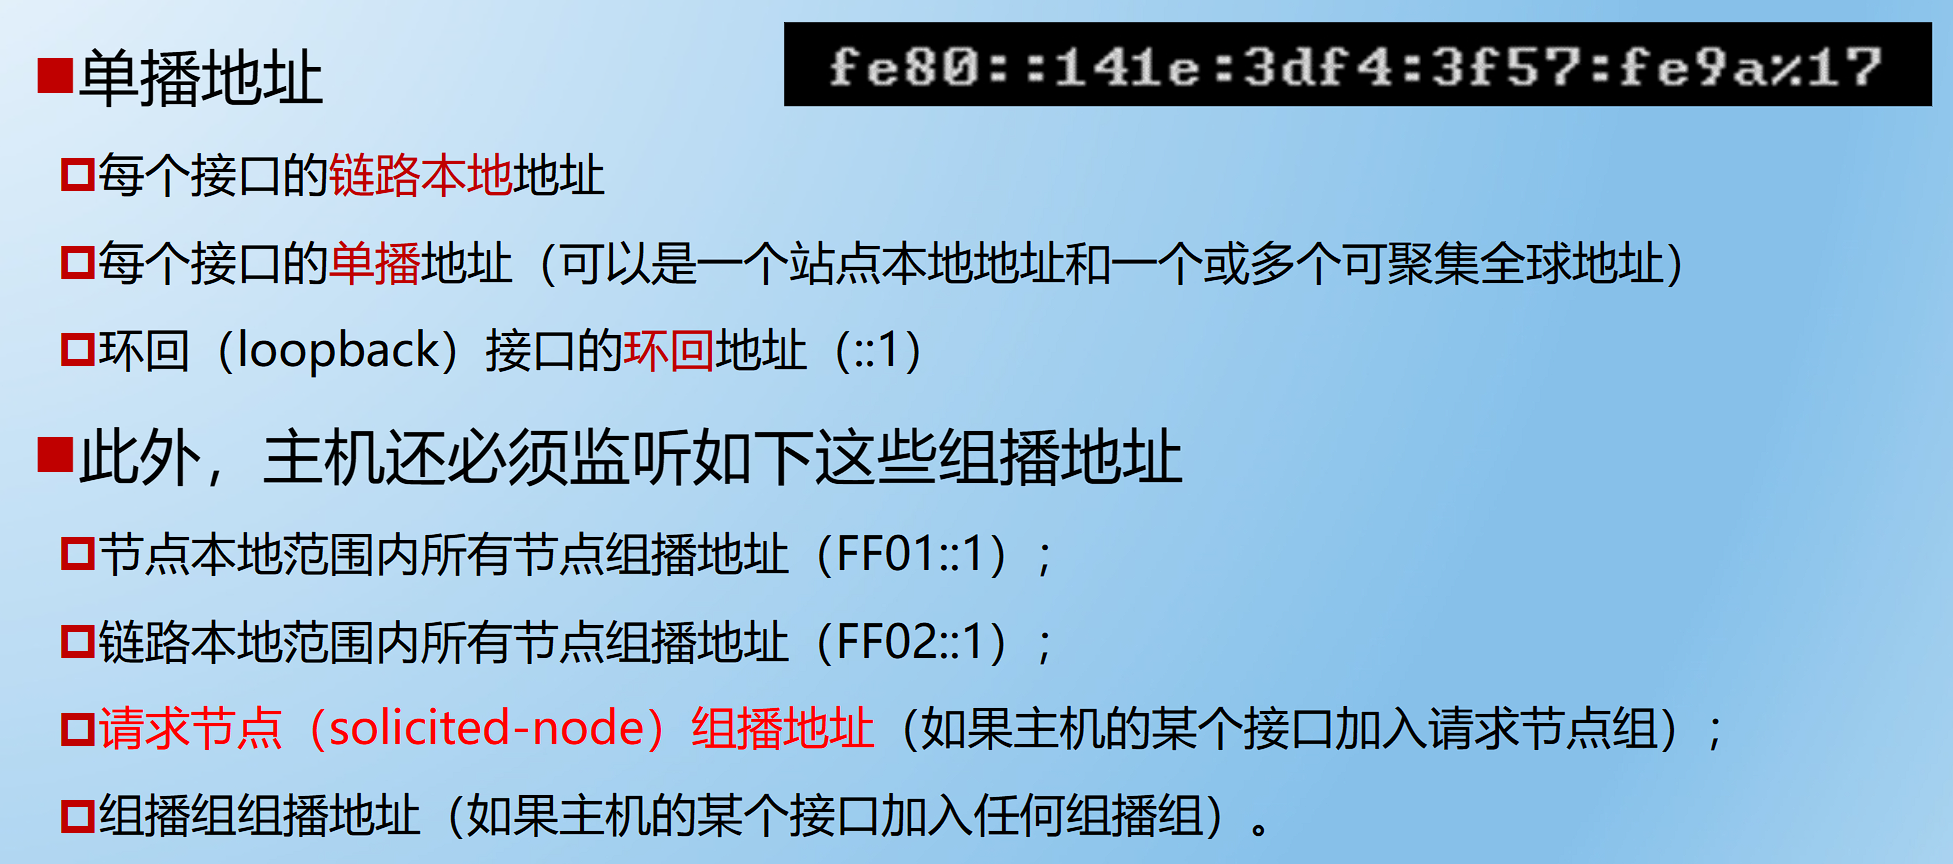 单播地址
fe80::141e:3df4:3f57:fe9a%17
每个接口的链路本地地址
每个接口的单播地址（可以是一个站点本地地址和一个或多个可聚集全球地址）
环回（loopback）接口的环回地址（::1）
此外，主机还必须监听如下这些组播地址
节点本地范围内所有节点组播地址（FF01::1）；
链路本地范围内所有节点组播地址（FF02::1）；
请求节点（solicited-node）组播地址（如果主机的某个接口加入请求节点组）；
组播组组播地址（如果主机的某个接口加入任何组播组）。